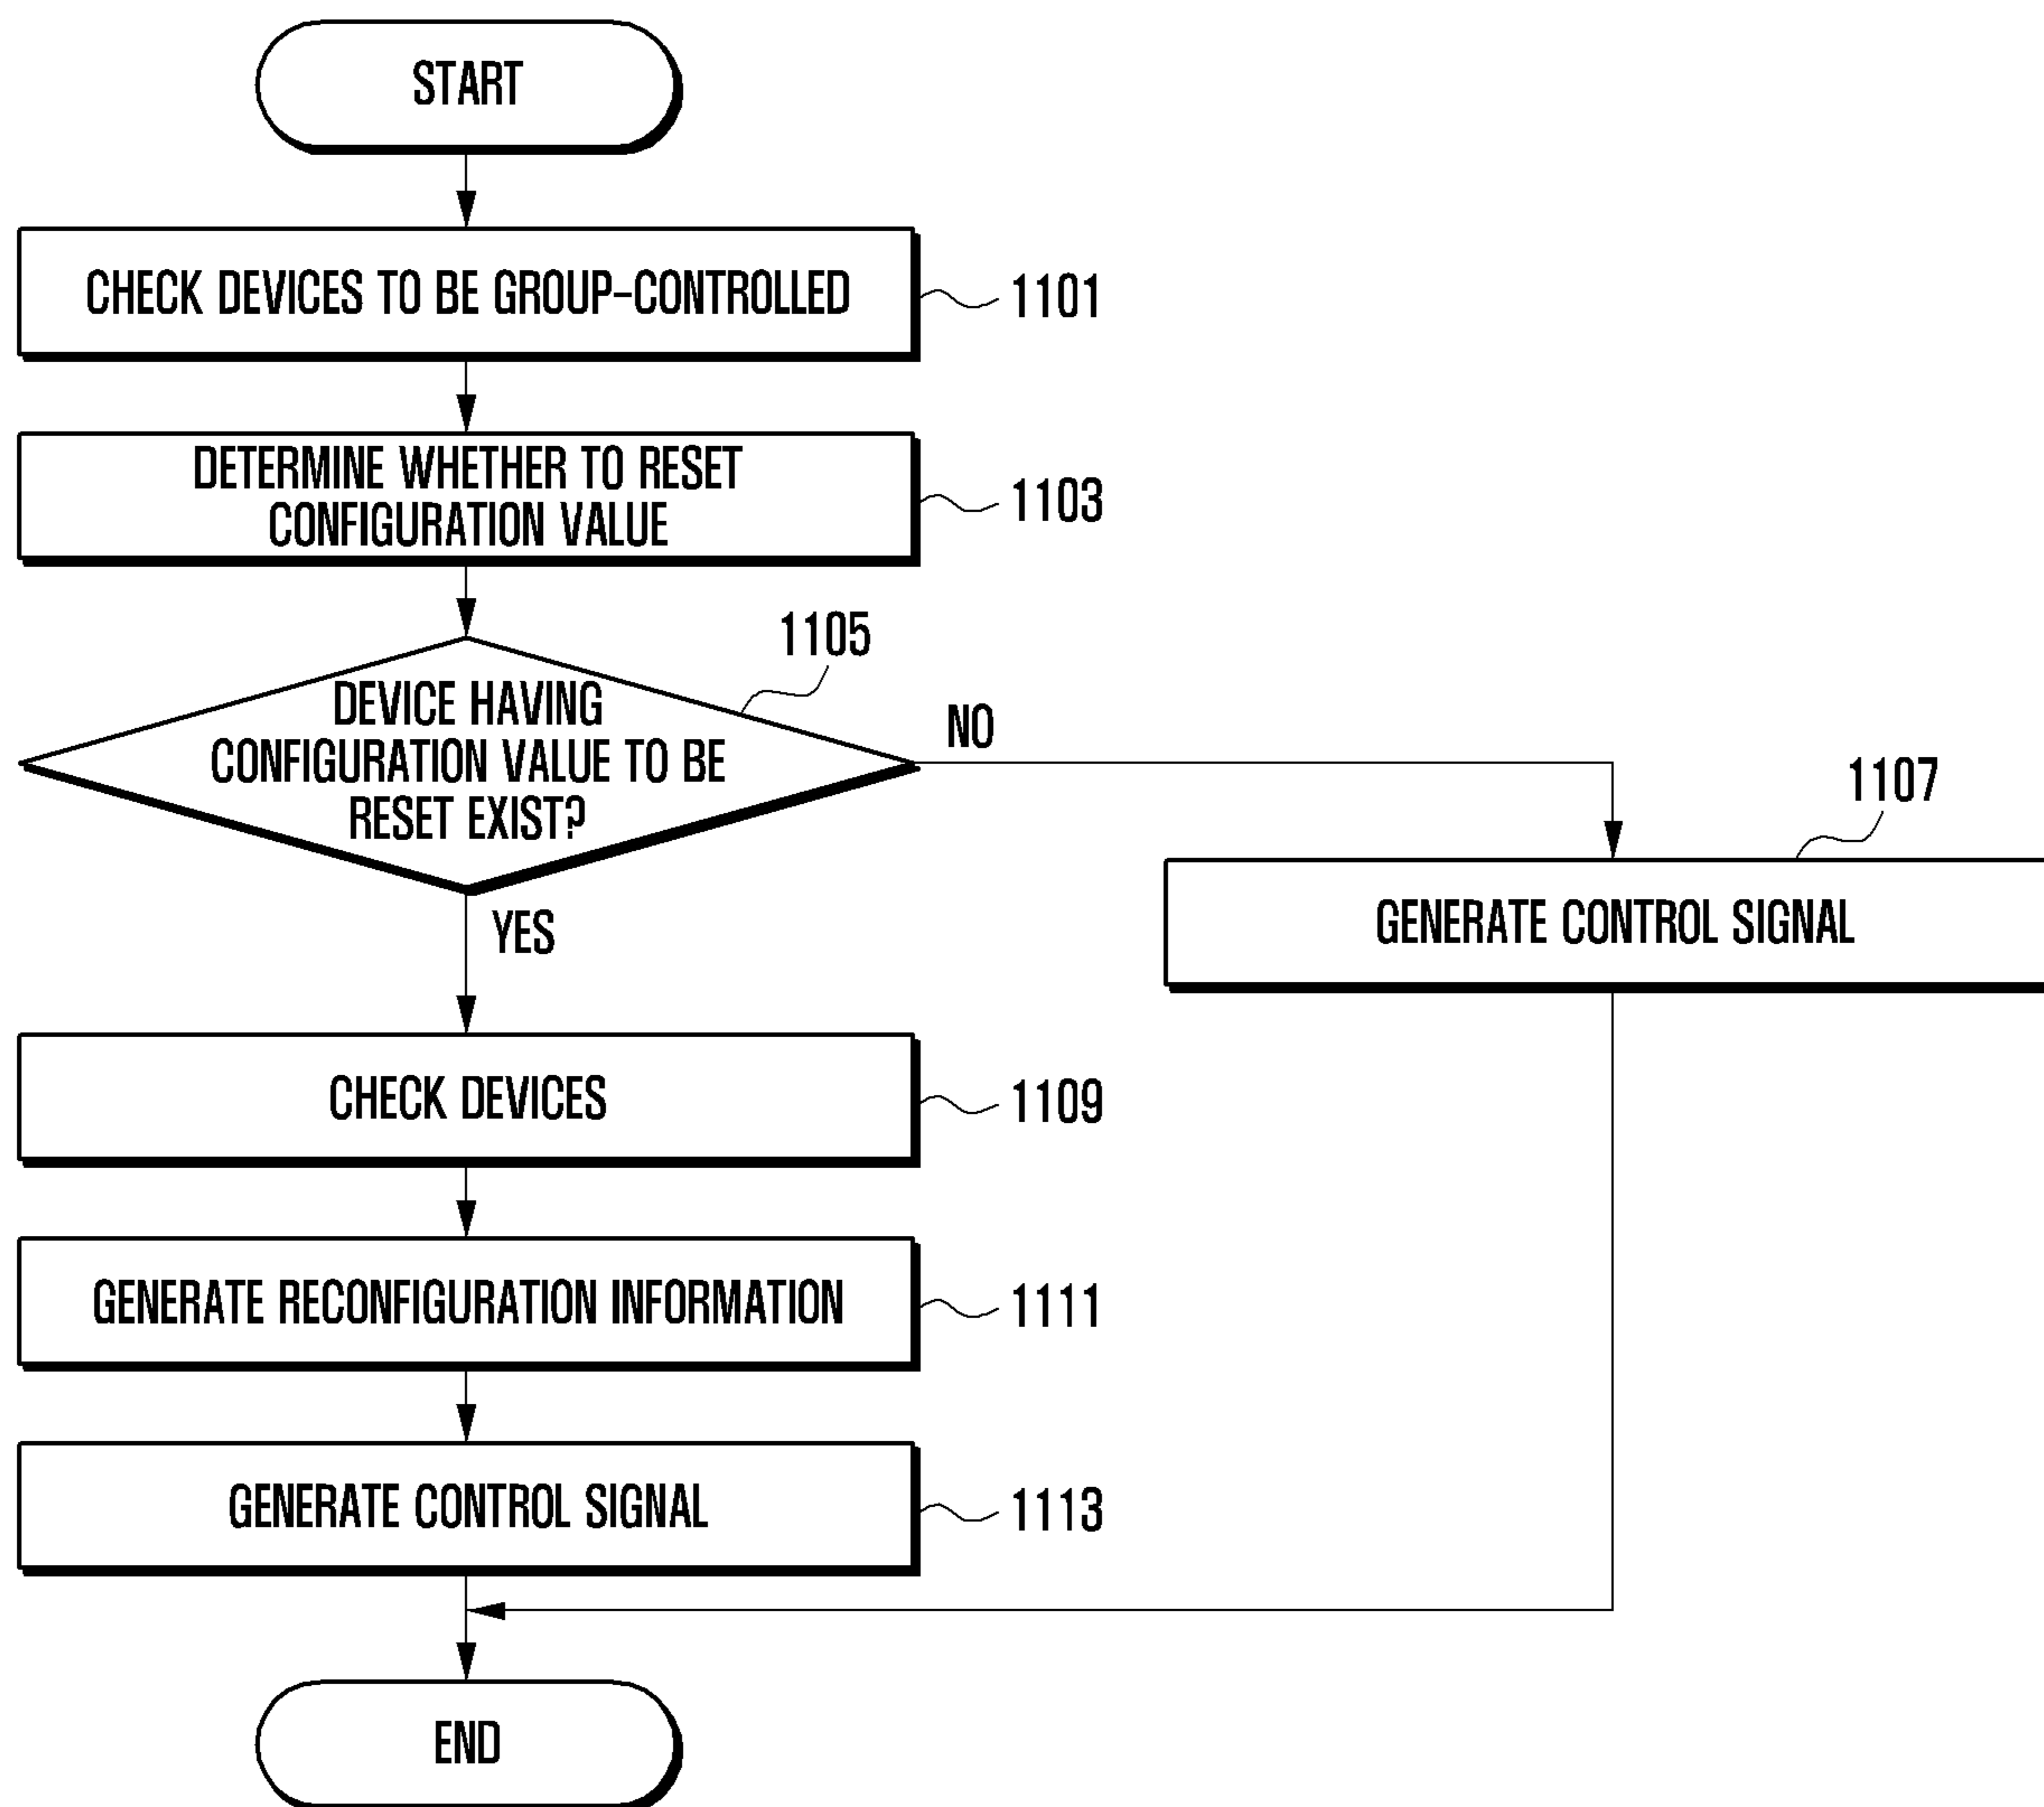 START
CHECK DEVICES TO BE GROUP-CONTROLLED
1101
DETERMINE WHETHER TO RESET
CONFIGURATION VALUE
1103
1105
DEVICE HAVING
CONFIGURATION VALUE TO BE
RESET EXIST?
NO
YES
1107
GENERATE CONTROL SIGNAL
CHECK DEVICES
1109
GENERATE RECONFIGURATION INFORMATION
1111
GENERATE CONTROL SIGNAL
1113
END